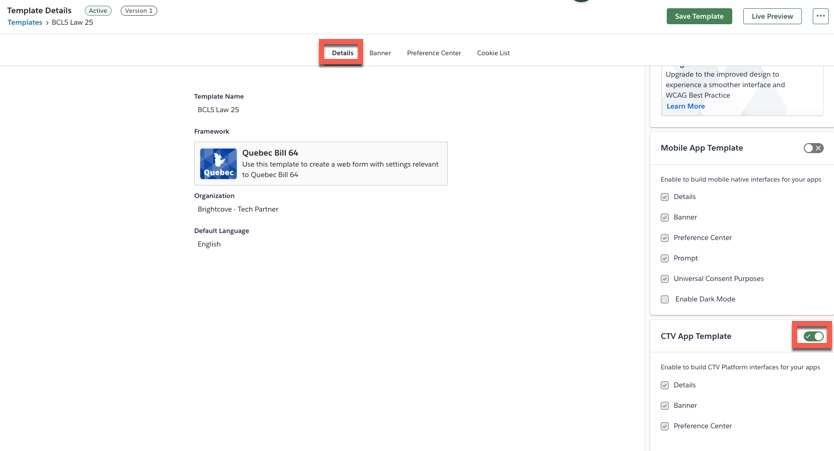 Template Details Active Version 1
Templates > BCLS Law 25
Save Template
Live Preview
Details
Banner
Preference Center
Cookie List
Template Name
BCLS Law 25
Framework
Quebec
Quebec Bill 64
Use this template to create a web form with settings relevant
to Quebec Bill 64
Organization
Brightcove - Tech Partner
Default Language
English
Upgrade to the improved design to
experience a smoother interface and
WCAG Best Practice
Learn More
Mobile App Template
Enable to build mobile native interfaces for your apps
Details
Banner
Preference Center
Prompt
Universal Consent Purposes
Enable Dark Mode
CTV App Template
Enable to build CTV Platform interfaces for your apps
Details
Banner
Preference Center